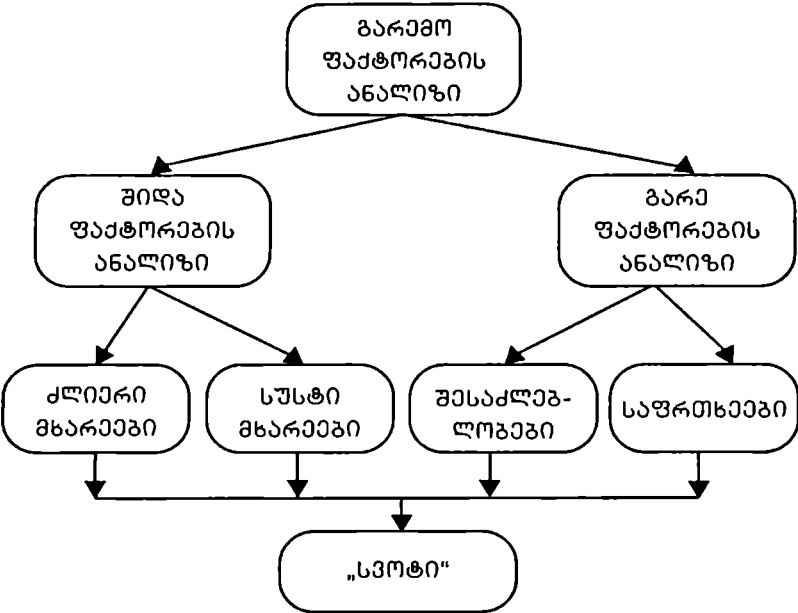 გარემო
ფაქტორების
ანალიზი
შიდა
ფაქტორების
ანალიზი
გარე
ფაქტორების
ანალიზი
ძლიერი
მხარეები
სუსტი
მხარეები
შესაძლებ-
ლობები
საფრთხეები
„სვოტი“